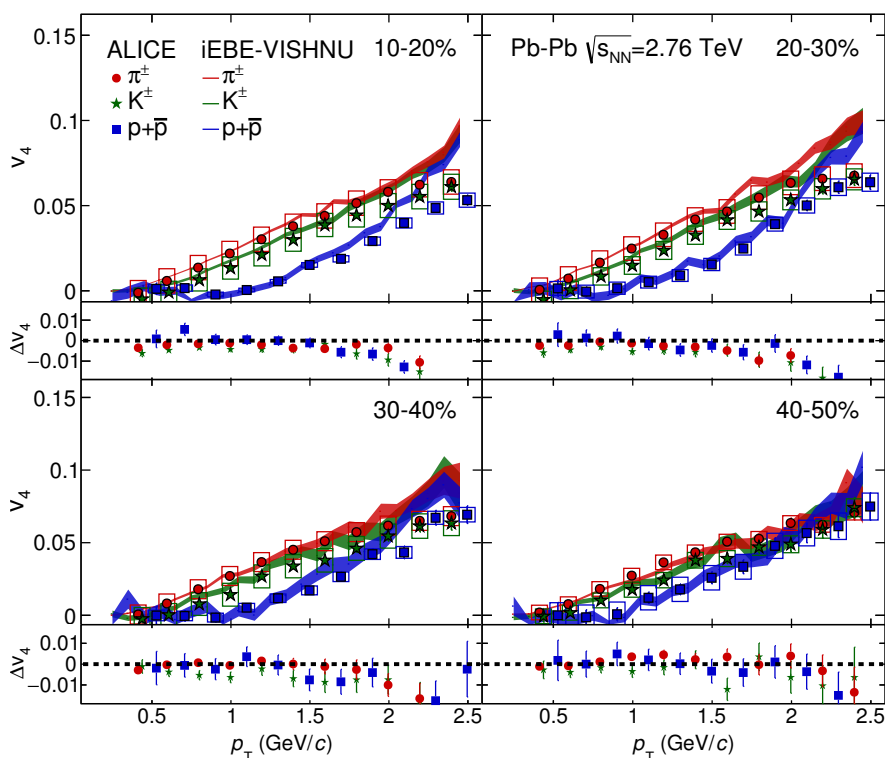 ALICE iEBE-VISHNU 10-20%
π± π±
K± K±
p+p̄ p+p̄
Pb-Pb √s_NN=2.76 TeV 20-30%
v₄
0.15
0.1
0.05
0
Δv₄
0.01
0
−0.01
30-40%
40-50%
v₄
0.1
0.05
0
Δv₄
0.01
0
−0.01
0.5 1 1.5 2 2.5
0.5 1 1.5 2 2.5
p_T (GeV/c)
p_T (GeV/c)